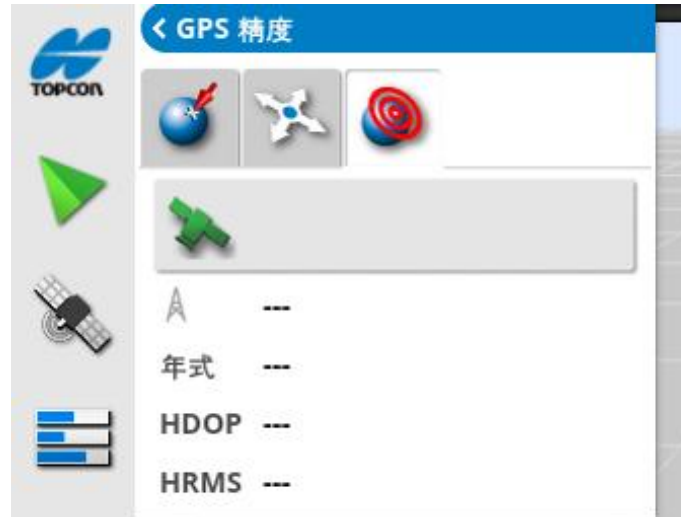 TOPCON
< GPS 精度
---
年式 ---
HDOP ---
HRMS ---